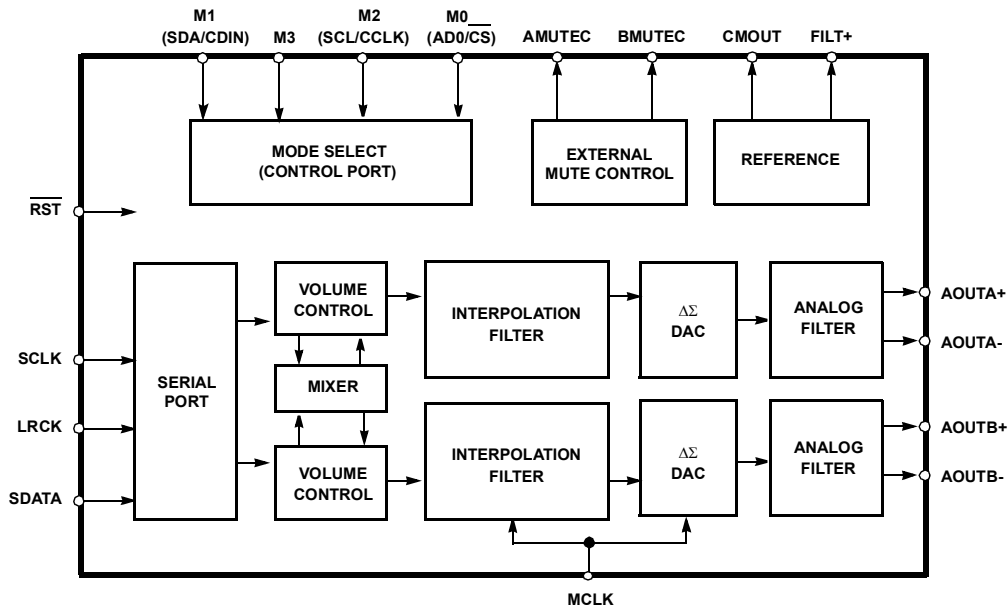 M1
(SDA/CDIN)
M3
M2
(SCL/CCLK)
M0
(AD0/CS)
AMUTEC
BMUTEC
CMOUT
FILT+
MODE SELECT
(CONTROL PORT)
EXTERNAL
MUTE CONTROL
REFERENCE
RST
SCLK
LRCK
SDATA
SERIAL
PORT
VOLUME
CONTROL
MIXER
VOLUME
CONTROL
INTERPOLATION
FILTER
ΔΣ
DAC
ANALOG
FILTER
AOUTA+
AOUTA-
INTERPOLATION
FILTER
ΔΣ
DAC
ANALOG
FILTER
AOUTB+
AOUTB-
MCLK